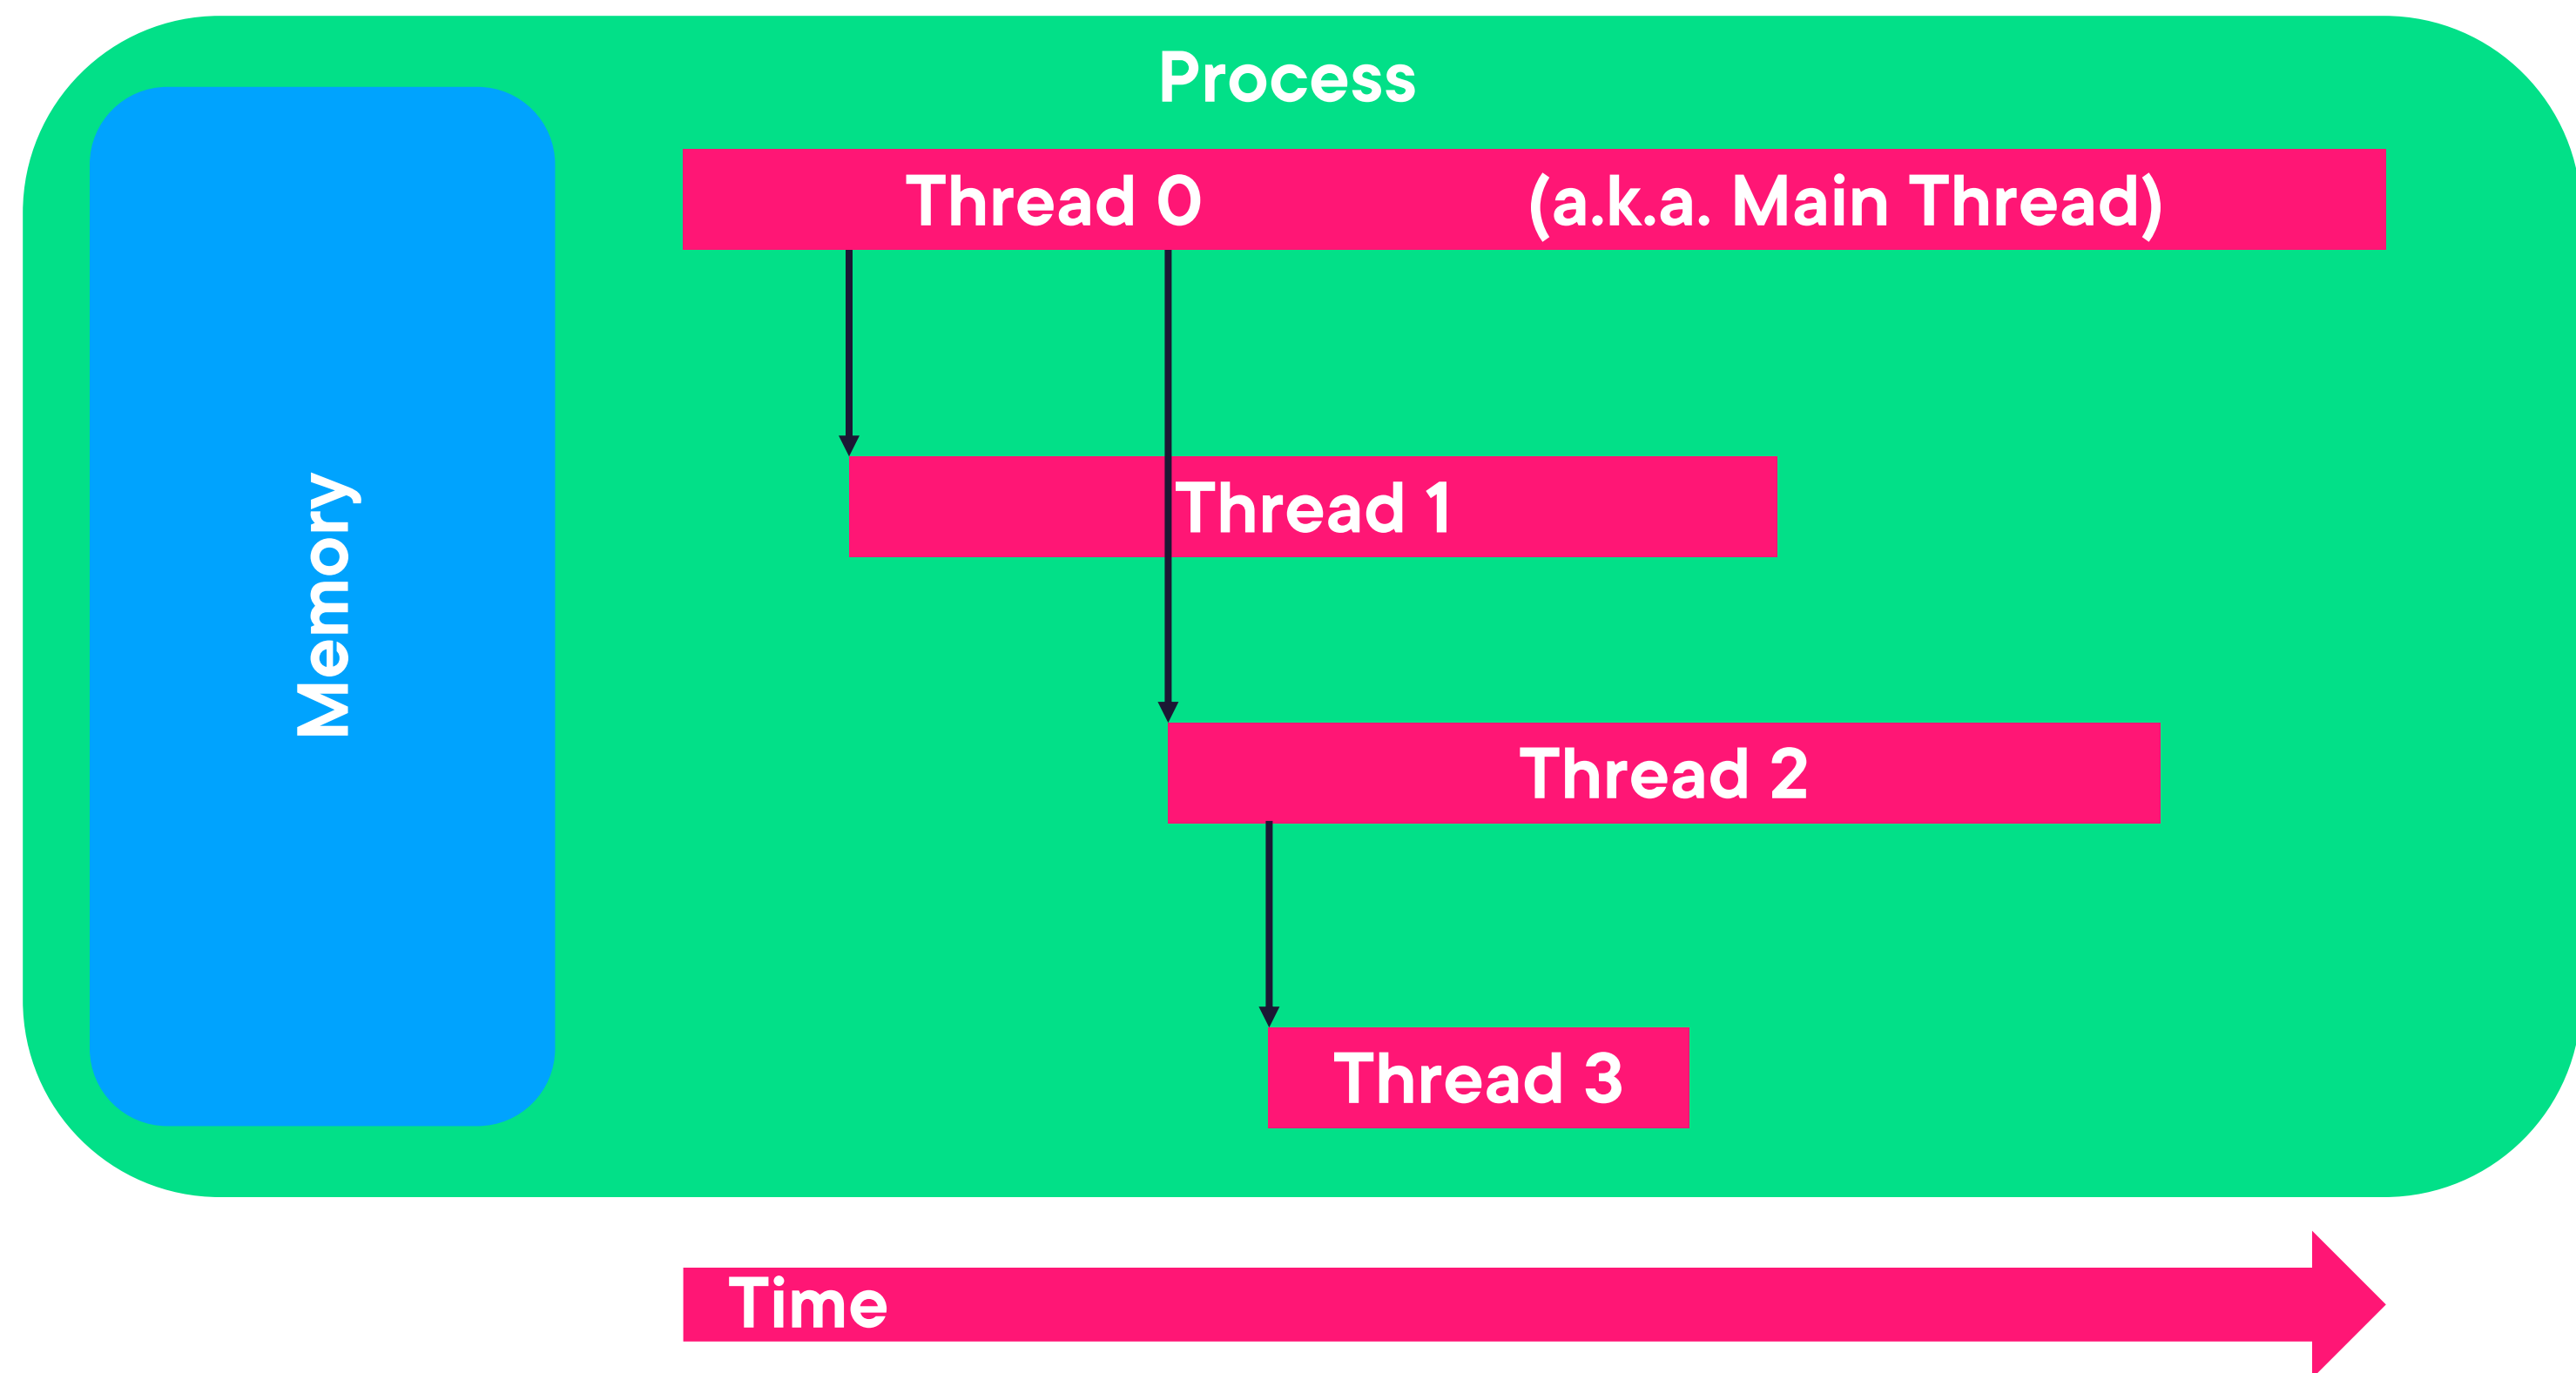 Process
Thread 0 (a.k.a. Main Thread)
Memory
Thread 1
Thread 2
Thread 3
Time